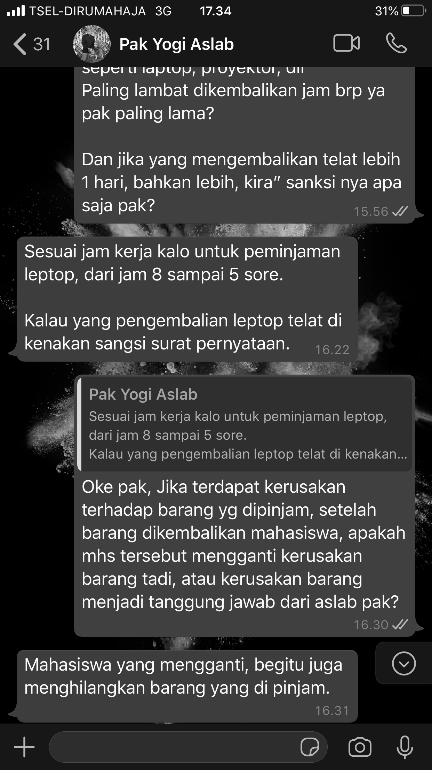 TSEL-DIRUMAHAJA 3G 17.34 31%
31 Pak Yogi Aslab
seperti laptop, proyektor, dll
Paling lambat dikembalikan jam brp ya
pak paling lama?
Dan jika yang mengembalikan telat lebih
1 hari, bahkan lebih, kira” sanksi nya apa
saja pak?
15.56
Sesuai jam kerja kalo untuk peminjaman
leptop, dari jam 8 sampai 5 sore.
Kalau yang pengembalian leptop telat di
kenakan sangsi surat pernyataan.
16.22
Pak Yogi Aslab
Sesuai jam kerja kalo untuk peminjaman leptop,
dari jam 8 sampai 5 sore.
Kalau yang pengembalian leptop telat di kenakan...
Oke pak, Jika terdapat kerusakan
terhadap barang yg dipinjam, setelah
barang dikembalikan mahasiswa, apakah
mhs tersebut mengganti kerusakan
barang tadi, atau kerusakan barang
menjadi tanggung jawab dari aslab pak?
16.30
Mahasiswa yang mengganti, begitu juga
menghilangkan barang yang di pinjam.
16.31